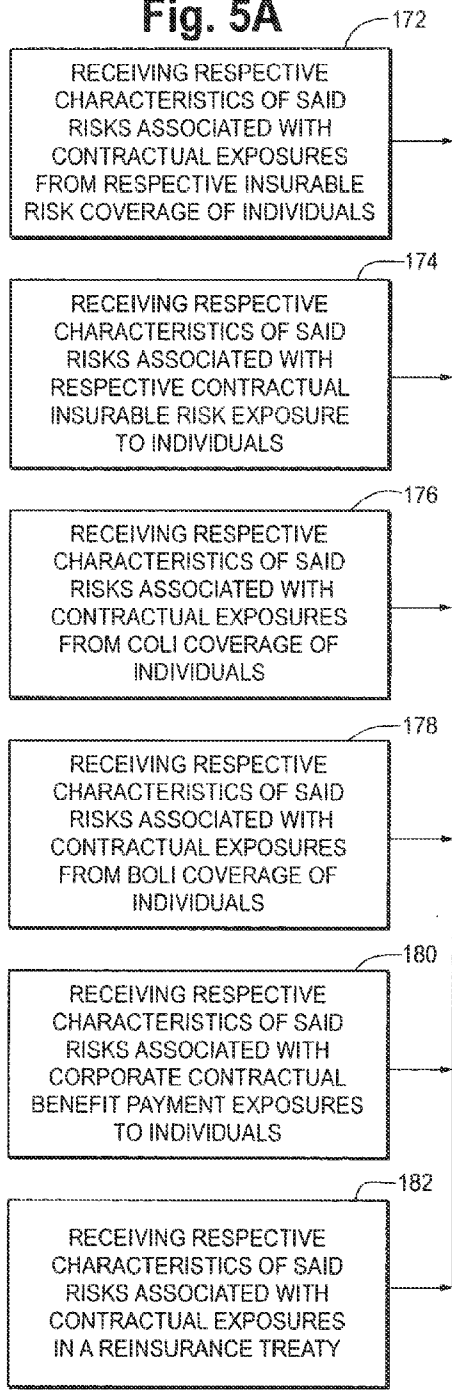 Fig. 5A
172
RECEIVING RESPECTIVE
CHARACTERISTICS OF SAID
RISKS ASSOCIATED WITH
CONTRACTUAL EXPOSURES
FROM RESPECTIVE INSURABLE
RISK COVERAGE OF INDIVIDUALS
174
RECEIVING RESPECTIVE
CHARACTERISTICS OF SAID
RISKS ASSOCIATED WITH
RESPECTIVE CONTRACTUAL
INSURABLE RISK EXPOSURE
TO INDIVIDUALS
176
RECEIVING RESPECTIVE
CHARACTERISTICS OF SAID
RISKS ASSOCIATED WITH
CONTRACTUAL EXPOSURES
FROM COLI COVERAGE OF
INDIVIDUALS
178
RECEIVING RESPECTIVE
CHARACTERISTICS OF SAID
RISKS ASSOCIATED WITH
CONTRACTUAL EXPOSURES
FROM BOLI COVERAGE OF
INDIVIDUALS
180
RECEIVING RESPECTIVE
CHARACTERISTICS OF SAID
RISKS ASSOCIATED WITH
CORPORATE CONTRACTUAL
BENEFIT PAYMENT EXPOSURES
TO INDIVIDUALS
182
RECEIVING RESPECTIVE
CHARACTERISTICS OF SAID
RISKS ASSOCIATED WITH
CONTRACTUAL EXPOSURES
IN A REINSURANCE TREATY